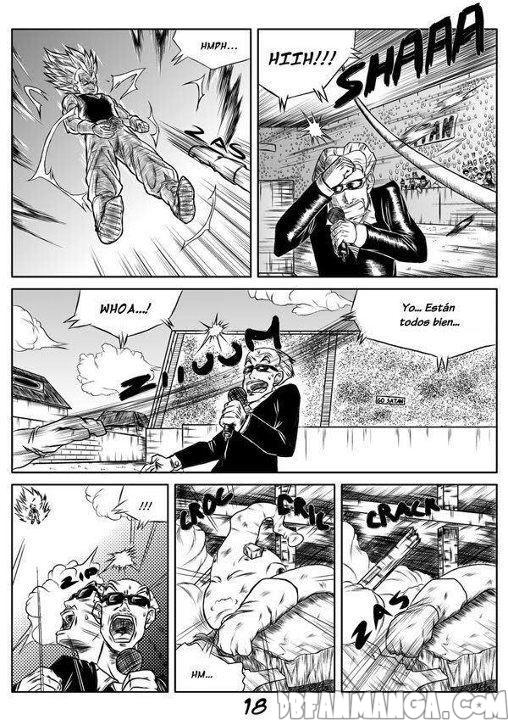 HMPH...
ZAS
HIIH!!!
SHAAA
TAN
WHOA...!
ZIIUUM
Yo... Están
todos bien...
GO SATAN
!!!
ZIP
CROC
CRIC
HM...
CRACK
ZAS
18
DBFANMANGA.COM